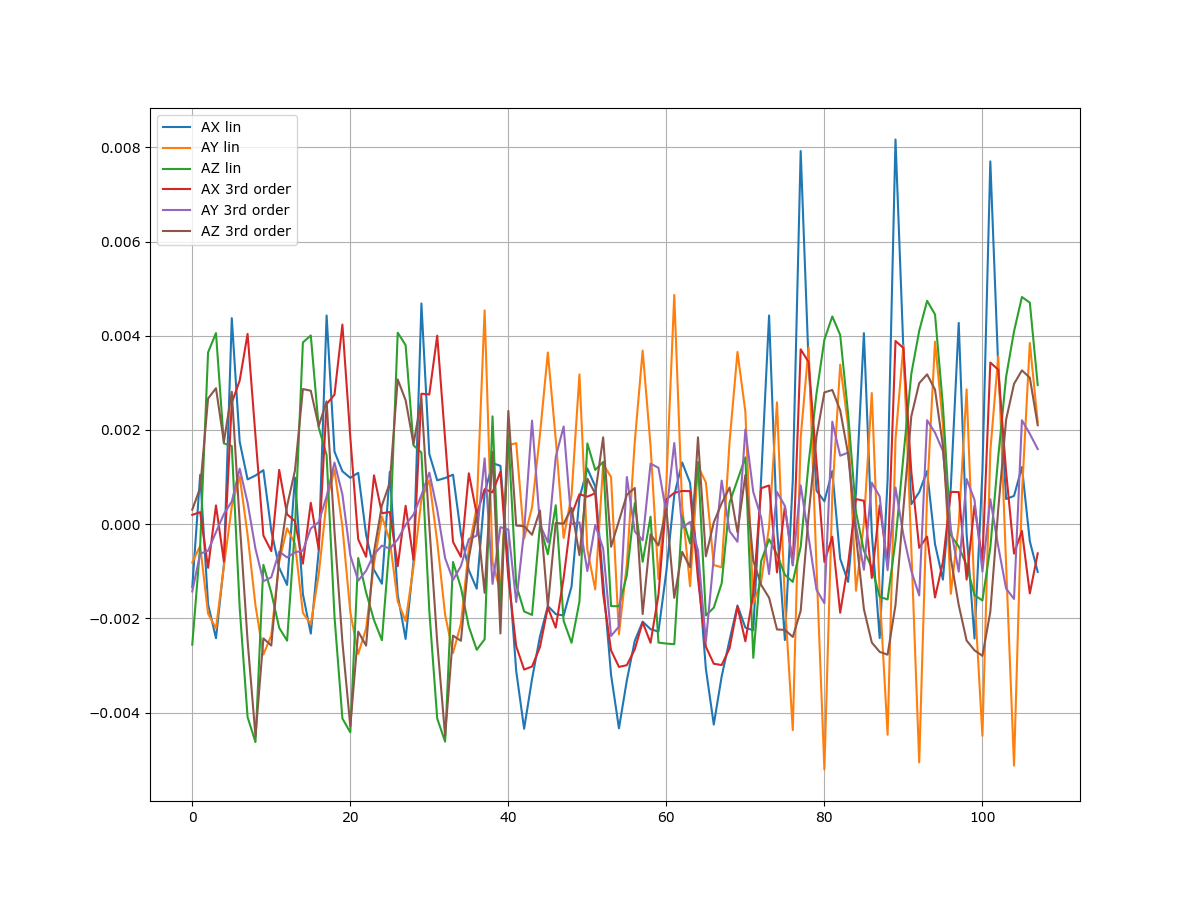 AX lin
AY lin
AZ lin
AX 3rd order
AY 3rd order
AZ 3rd order
0.008
0.006
0.004
0.002
0.000
−0.002
−0.004
0 20 40 60 80 100